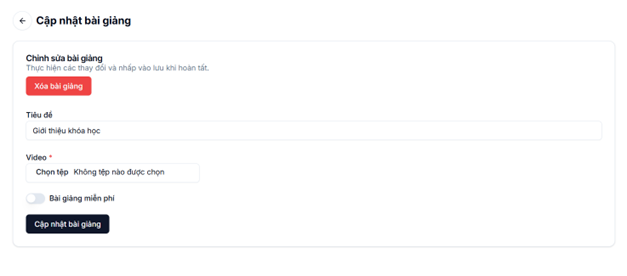 Cập nhật bài giảng
Chỉnh sửa bài giảng
Thực hiện các thay đổi và nhấp vào lưu khi hoàn tất.
Xóa bài giảng
Tiêu đề
Giới thiệu khóa học
Video *
Chọn tệp Không tệp nào được chọn
Bài giảng miễn phí
Cập nhật bài giảng